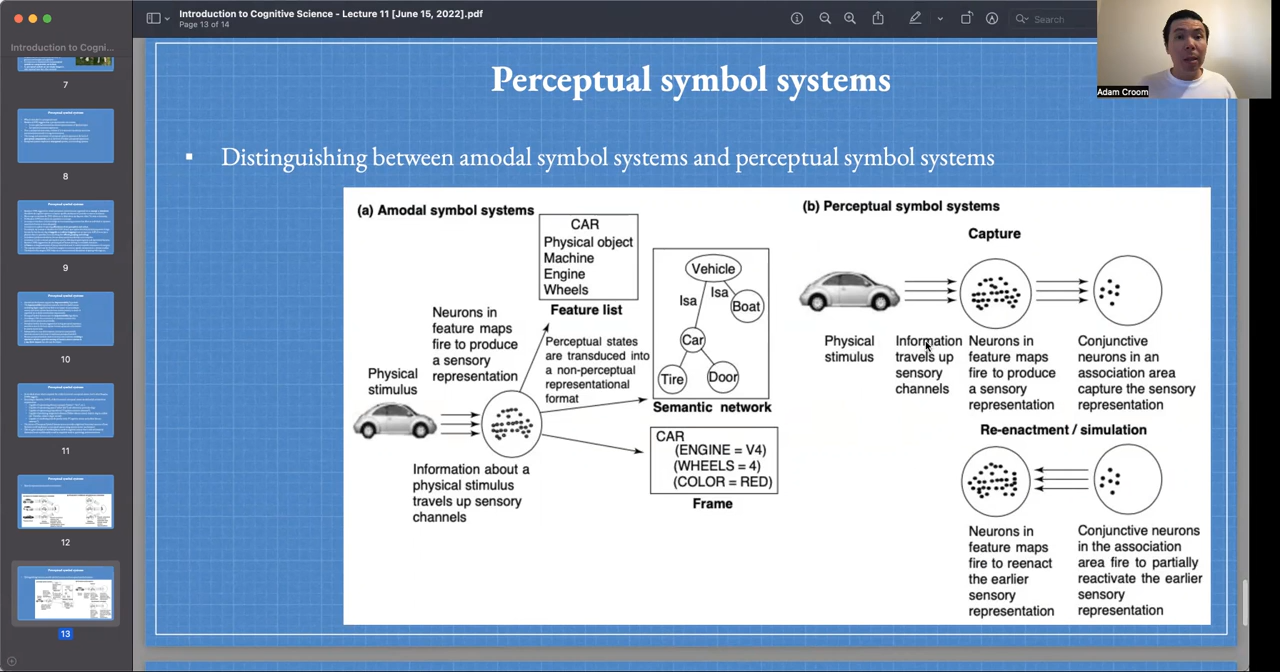 Introduction to Cognitive Science - Lecture 11 [June 15, 2022].pdf
Page 13 of 14
Search
Introduction to Cogni...
7
8
9
10
11
12
13
Adam Croom
Perceptual symbol systems
Distinguishing between amodal symbol systems and perceptual symbol systems
(a) Amodal symbol systems
CAR
Physical object
Machine
Engine
Wheels
Feature list
Neurons in
feature maps
fire to produce
a sensory
representation
Physical
stimulus
Information about a
physical stimulus
travels up sensory
channels
Perceptual states
are transduced into
a non-perceptual
representational
format
Vehicle
Isa
Isa
Boat
Car
Tire
Door
Semantic network
CAR
(ENGINE = V4)
(WHEELS = 4)
(COLOR = RED)
Frame
(b) Perceptual symbol systems
Capture
Physical
stimulus
Information
travels up
sensory
channels
Neurons in
feature maps
fire to produce
a sensory
representation
Conjunctive
neurons in an
association area
capture the sensory
representation
Re-enactment / simulation
Neurons in
feature maps
fire to reenact
the earlier
sensory
representation
Conjunctive neurons
in the association
area fire to partially
reactivate the earlier
sensory
representation